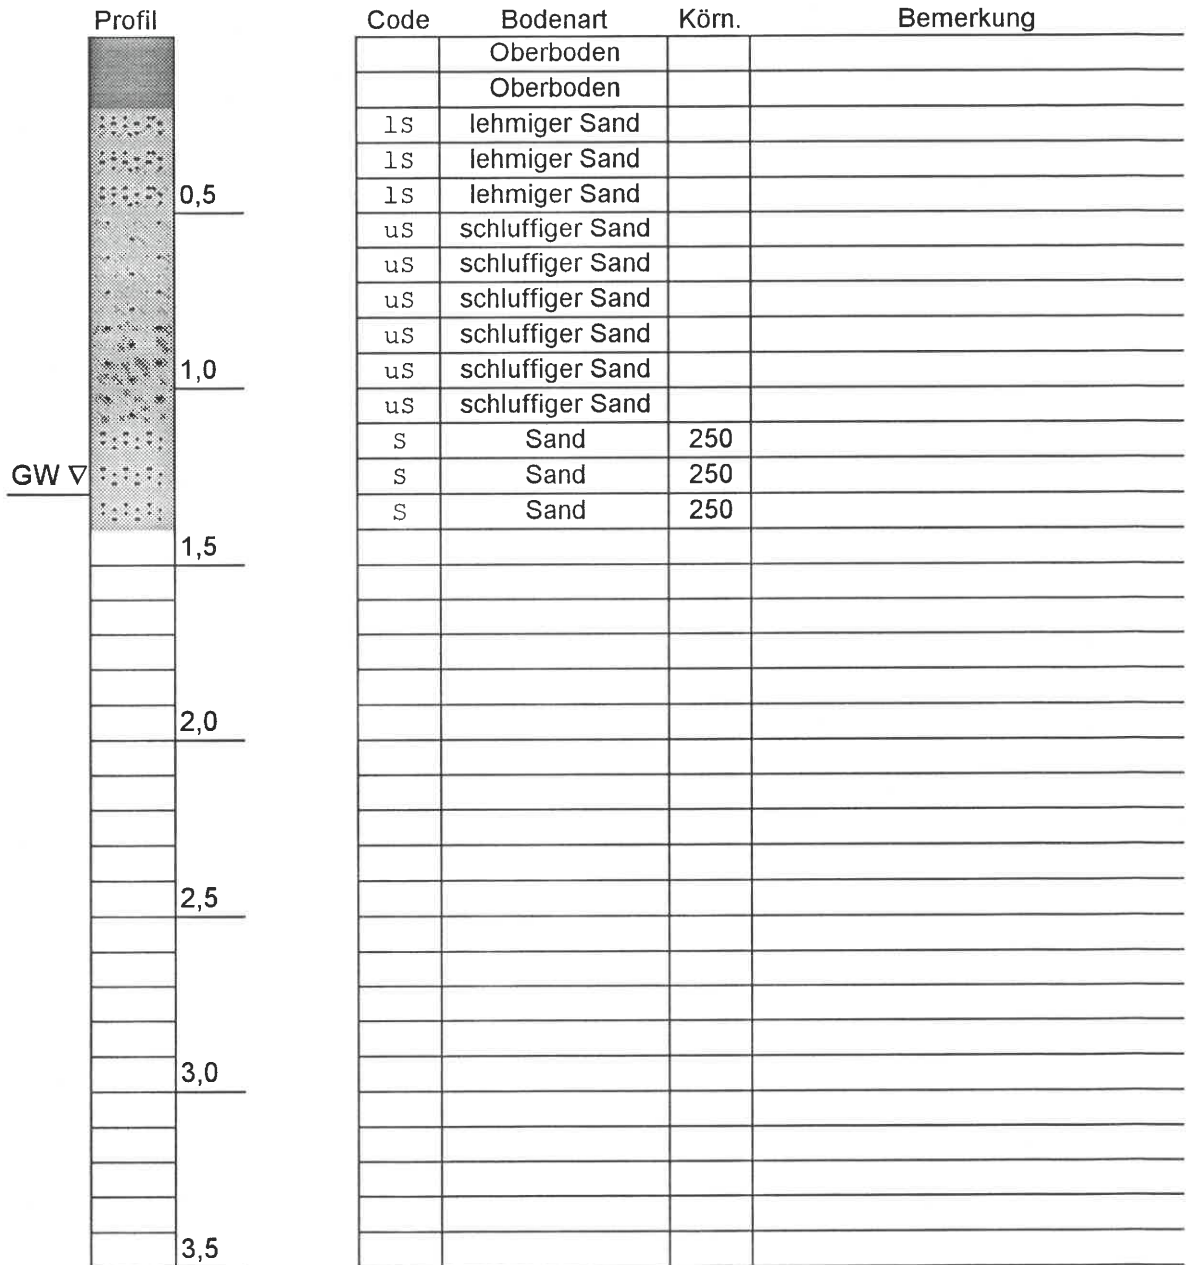 Profil Code Bodenart Körn. Bemerkung
Oberboden
Oberboden
lS lehmiger Sand
lS lehmiger Sand
0,5 lS lehmiger Sand
uS schluffiger Sand
uS schluffiger Sand
uS schluffiger Sand
uS schluffiger Sand
1,0 uS schluffiger Sand
uS schluffiger Sand
S Sand 250
GW ∇ S Sand 250
S Sand 250
1,5
2,0
2,5
3,0
3,5